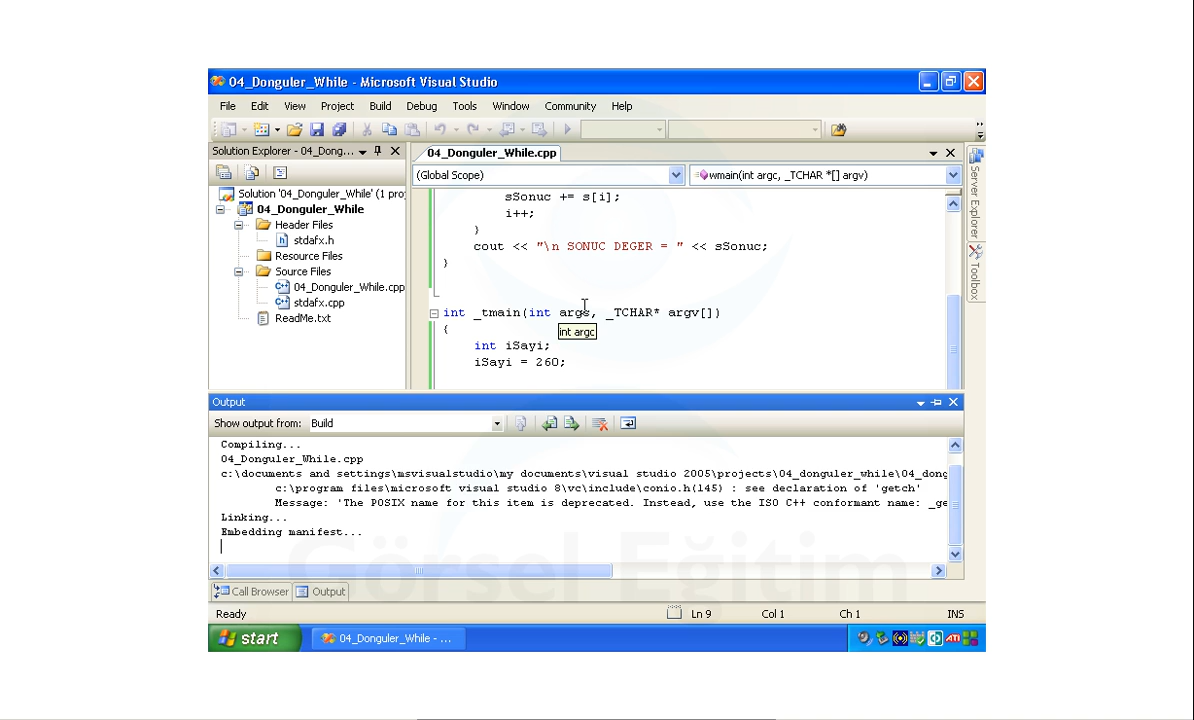 04_Donguler_While - Microsoft Visual Studio
File Edit View Project Build Debug Tools Window Community Help
Solution Explorer - 04_Dong...
04_Donguler_While.cpp
(Global Scope)
wmain(int argc, _TCHAR *[] argv)
Solution '04_Donguler_While' (1 proj
04_Donguler_While
Header Files
stdafx.h
Resource Files
Source Files
04_Donguler_While.cpp
stdafx.cpp
ReadMe.txt
sSonuc += s[i];
i++;
}
cout << "\n SONUC DEGER = " << sSonuc;
}
int _tmain(int args, _TCHAR* argv[])
int argc
{
int iSayi;
iSayi = 260;
Server Explorer
Toolbox
Output
Show output from: Build
Compiling...
04_Donguler_While.cpp
c:\documents and settings\msvisualstudio\my documents\visual studio 2005\projects\04_donguler_while\04_dong
c:\program files\microsoft visual studio 8\vc\include\conio.h(145) : see declaration of 'getch'
Message: 'The POSIX name for this item is deprecated. Instead, use the ISO C++ conformant name: _ge
Linking...
Embedding manifest...
Görsel Eğitim
Call Browser Output
Ready Ln 9 Col 1 Ch 1 INS
start 04_Donguler_While - ... ATI